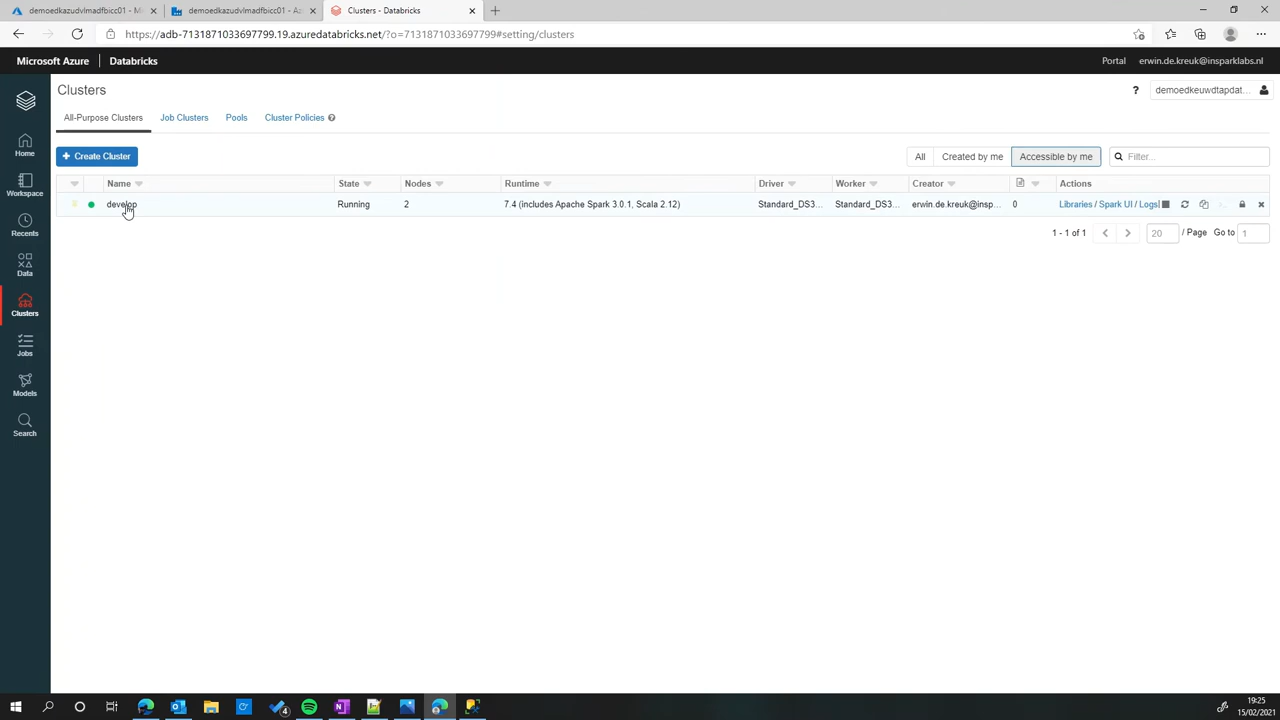 demoedkazudvlmadfbicc01 - Mi
demoedkazudvlmadfbicc01 - Az
Clusters - Databricks
https://adb-7131871033697799.19.azuredatabricks.net/?o=7131871033697799#setting/clusters
Microsoft Azure
Databricks
Portal
erwin.de.kreuk@insparklabs.nl
Clusters
?
demoedkeuwdtapdat...
All-Purpose Clusters
Job Clusters
Pools
Cluster Policies
+ Create Cluster
All
Created by me
Accessible by me
Filter...
Name
State
Nodes
Runtime
Driver
Worker
Creator
Actions
develop
Running
2
7.4 (includes Apache Spark 3.0.1, Scala 2.12)
Standard_DS3...
Standard_DS3...
erwin.de.kreuk@insp...
0
Libraries / Spark UI / Logs
1 - 1 of 1
20
/ Page
Go to
1
Home
Workspace
Recents
Data
Clusters
Jobs
Models
Search
4
19:25
15/02/2021